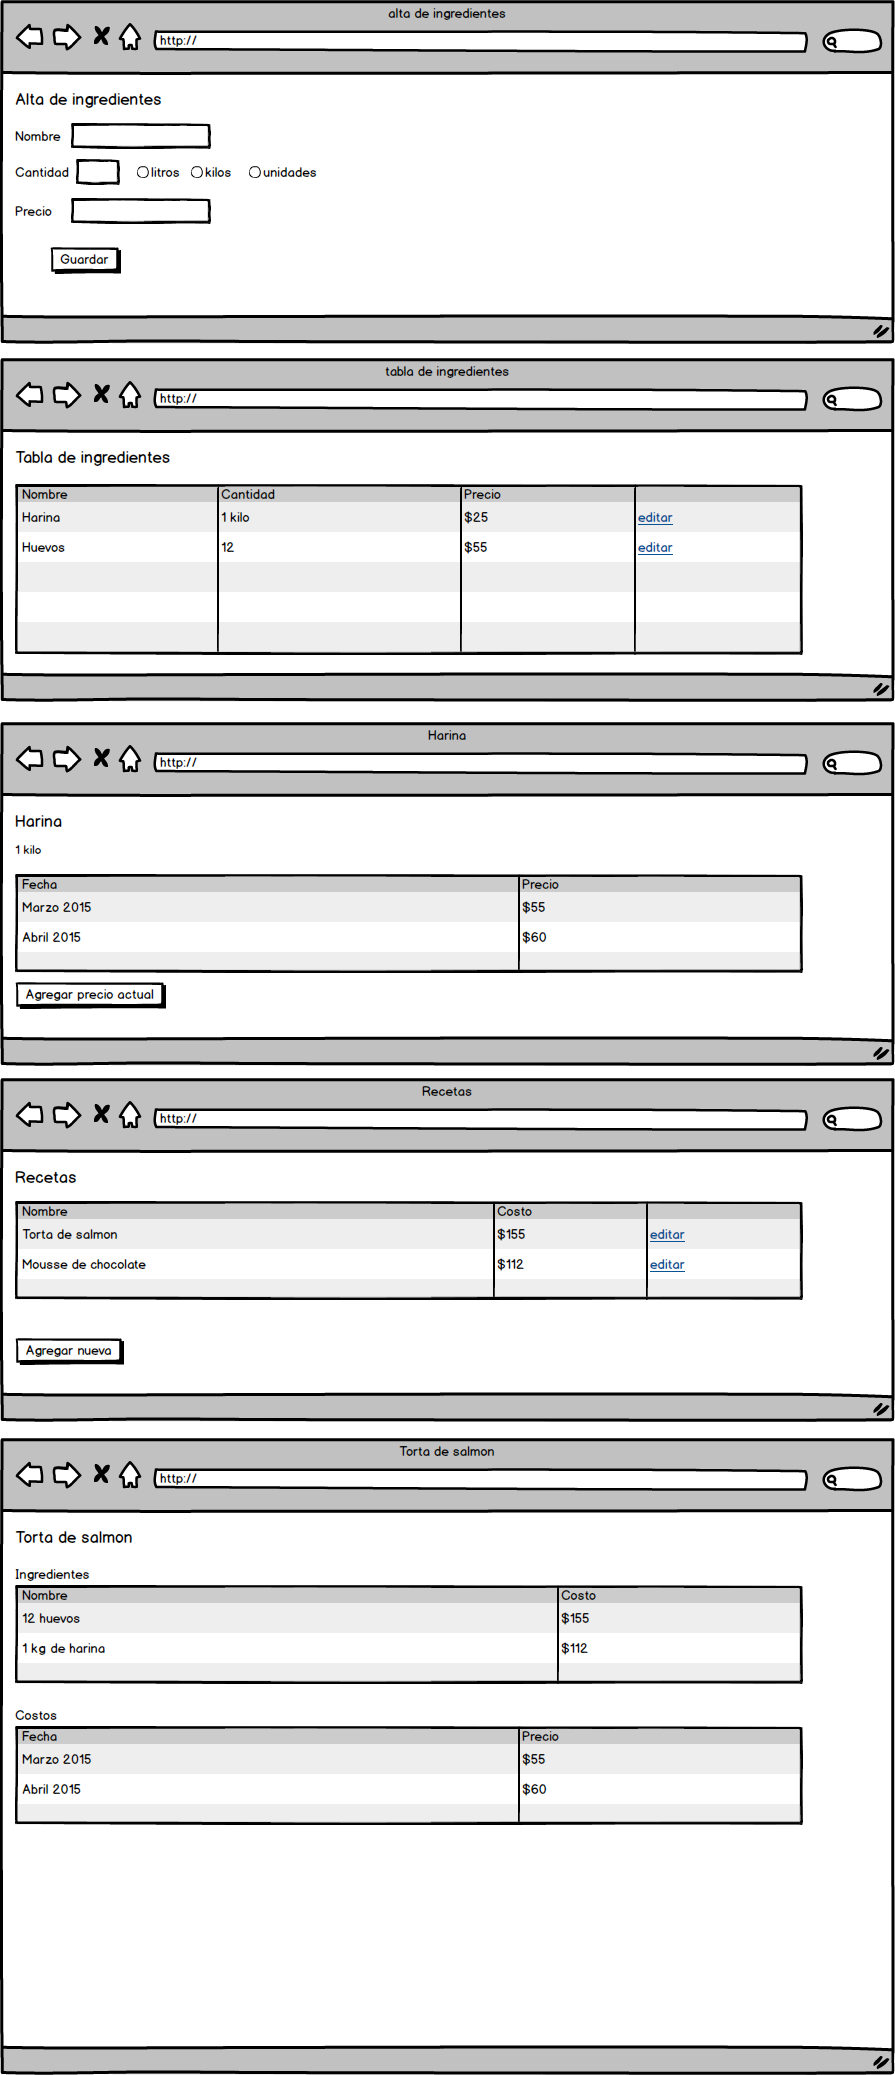 alta de ingredientes
http://
Alta de ingredientes
Nombre
Cantidad litros kilos unidades
Precio
Guardar
tabla de ingredientes
http://
Tabla de ingredientes
Nombre Cantidad Precio
Harina 1 kilo $25 editar
Huevos 12 $55 editar
Harina
http://
Harina
1 kilo
Fecha Precio
Marzo 2015 $55
Abril 2015 $60
Agregar precio actual
Recetas
http://
Recetas
Nombre Costo
Torta de salmon $155 editar
Mousse de chocolate $112 editar
Agregar nueva
Torta de salmon
http://
Torta de salmon
Ingredientes
Nombre Costo
12 huevos $155
1 kg de harina $112
Costos
Fecha Precio
Marzo 2015 $55
Abril 2015 $60